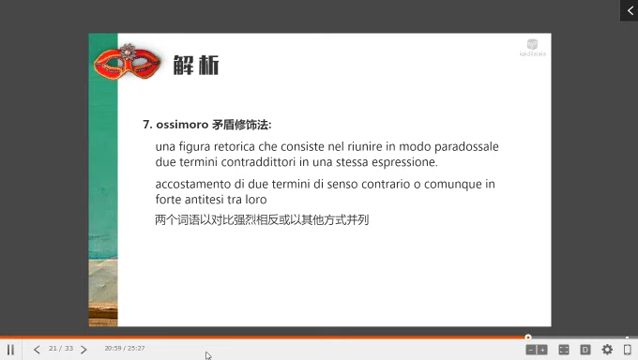 解析
7. ossimoro 矛盾修饰法:
una figura retorica che consiste nel riunire in modo paradossale
due termini contraddittori in una stessa espressione.
accostamento di due termini di senso contrario o comunque in
forte antitesi tra loro
两个词语以对比强烈相反或以其他方式并列
21 / 33
20:59 / 25:27
D